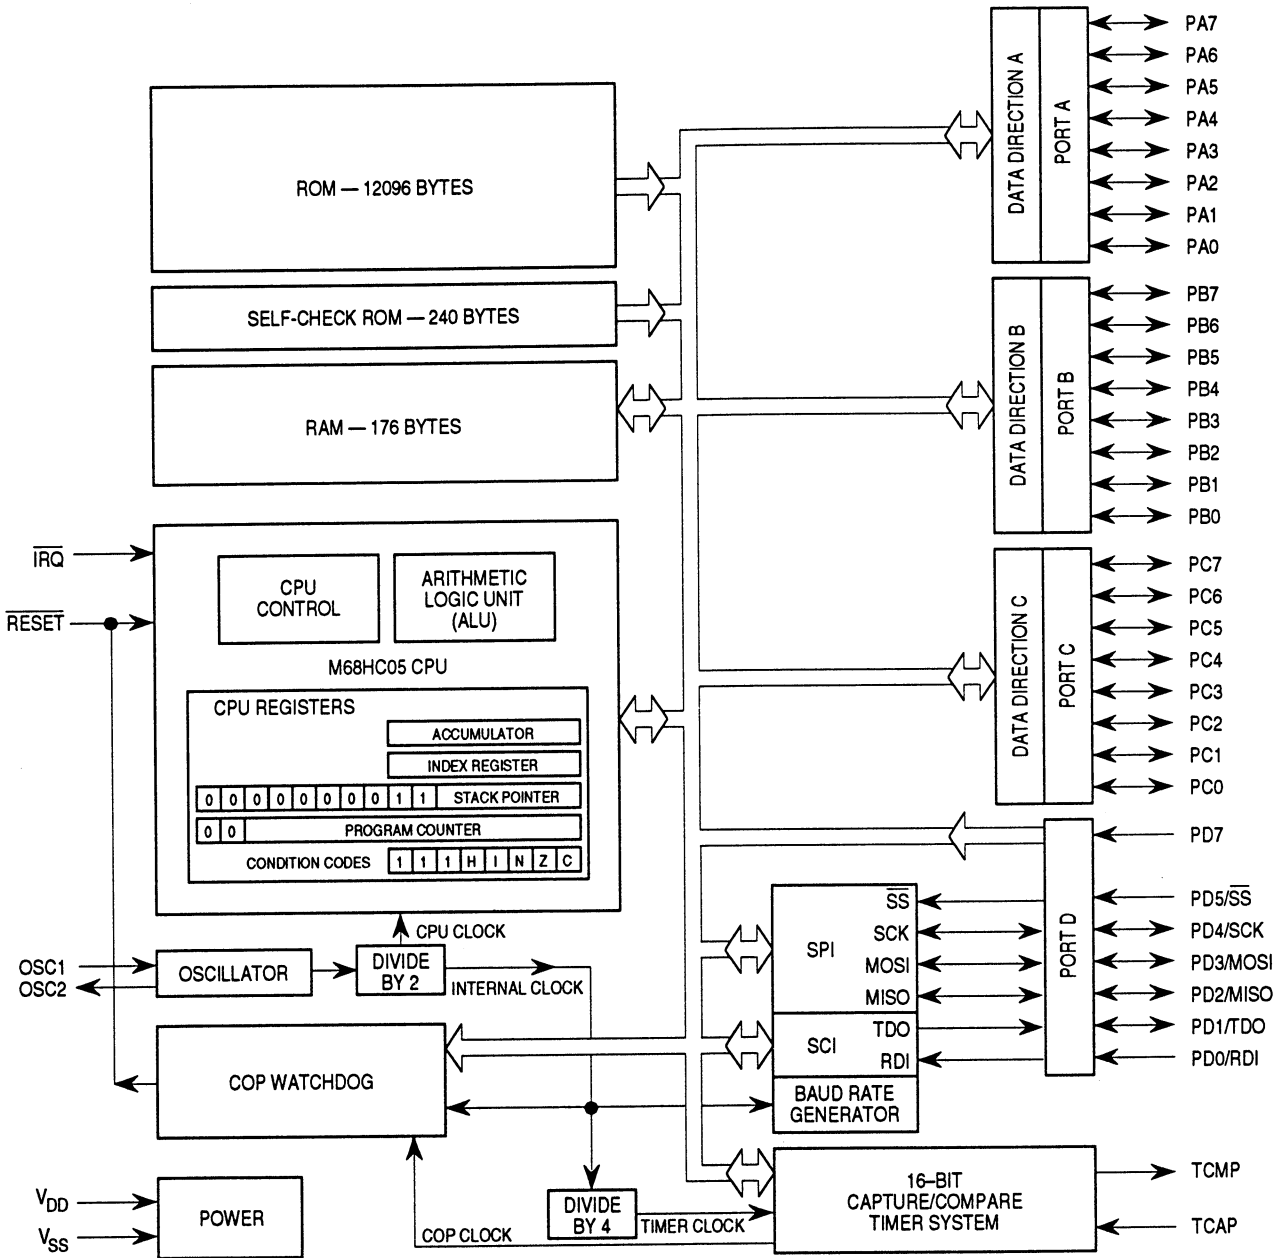 ROM — 12096 BYTES
SELF-CHECK ROM — 240 BYTES
RAM — 176 BYTES
IRQ
RESET
CPU
CONTROL
ARITHMETIC
LOGIC UNIT
(ALU)
M68HC05 CPU
CPU REGISTERS
ACCUMULATOR
INDEX REGISTER
0 0 0 0 0 0 0 0 1 1 STACK POINTER
0 0 PROGRAM COUNTER
CONDITION CODES 1 1 1 H I N Z C
CPU CLOCK
OSC1
OSC2
OSCILLATOR
DIVIDE
BY 2
INTERNAL CLOCK
COP WATCHDOG
VDD
VSS
POWER
COP CLOCK
DIVIDE
BY 4
TIMER CLOCK
DATA DIRECTION A
PORT A
PA7
PA6
PA5
PA4
PA3
PA2
PA1
PA0
DATA DIRECTION B
PORT B
PB7
PB6
PB5
PB4
PB3
PB2
PB1
PB0
DATA DIRECTION C
PORT C
PC7
PC6
PC5
PC4
PC3
PC2
PC1
PC0
PORT D
PD7
PD5/SS
PD4/SCK
PD3/MOSI
PD2/MISO
PD1/TDO
PD0/RDI
SPI
SS
SCK
MOSI
MISO
SCI
TDO
RDI
BAUD RATE
GENERATOR
16–BIT
CAPTURE/COMPARE
TIMER SYSTEM
TCMP
TCAP